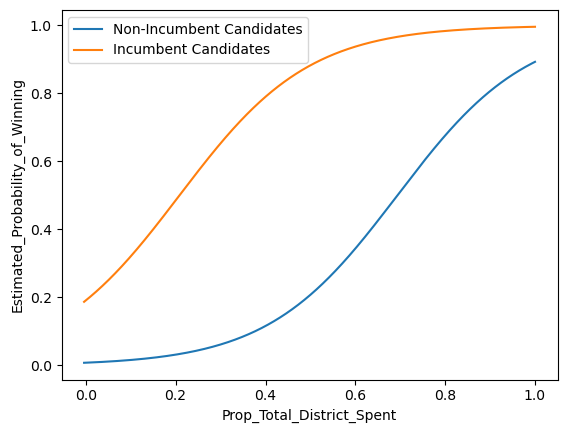 Non-Incumbent Candidates
Incumbent Candidates
Estimated_Probability_of_Winning
1.0
0.8
0.6
0.4
0.2
0.0
0.0 0.2 0.4 0.6 0.8 1.0
Prop_Total_District_Spent